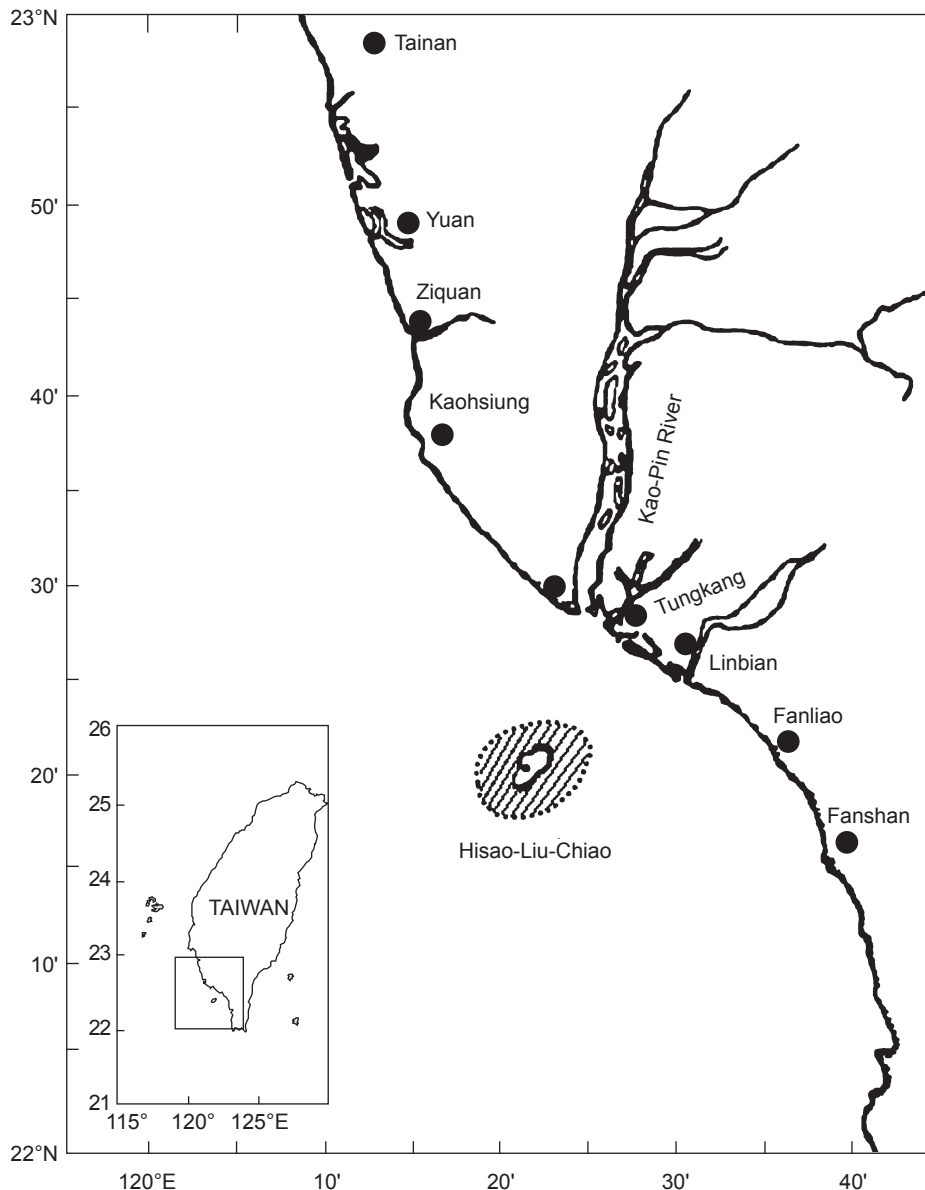 23°N
Tainan
50'
Yuan
Ziquan
40'
Kaohsiung
Kao-Pin River
30'
Tungkang
Linbian
Fanliao
20'
Fanshan
Hisao-Liu-Chiao
26
25
24
TAIWAN
23
22
21
115° 120° 125°E
10'
22°N
120°E 10' 20' 30' 40'